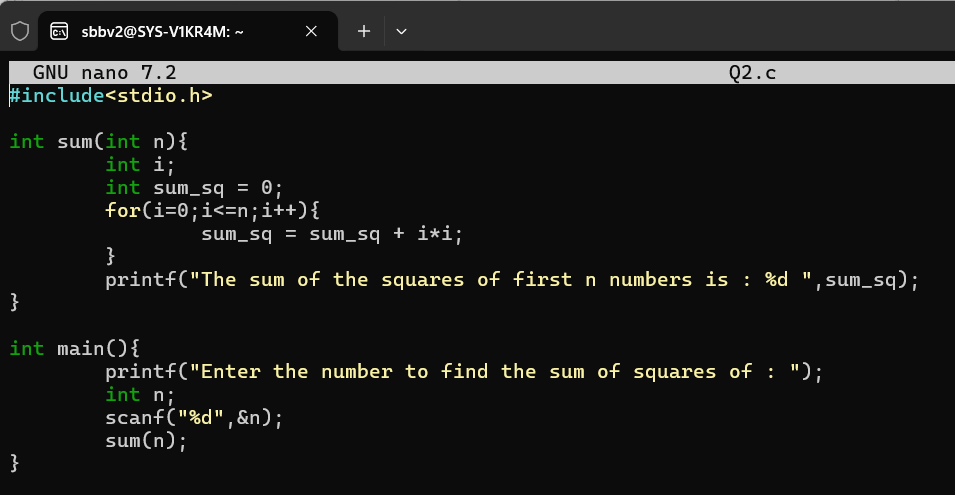 sbbv2@SYS-V1KR4M: ~
GNU nano 7.2 Q2.c
#include<stdio.h>

int sum(int n){
        int i;
        int sum_sq = 0;
        for(i=0;i<=n;i++){
                sum_sq = sum_sq + i*i;
        }
        printf("The sum of the squares of first n numbers is : %d ",sum_sq);
}

int main(){
        printf("Enter the number to find the sum of squares of : ");
        int n;
        scanf("%d",&n);
        sum(n);
}